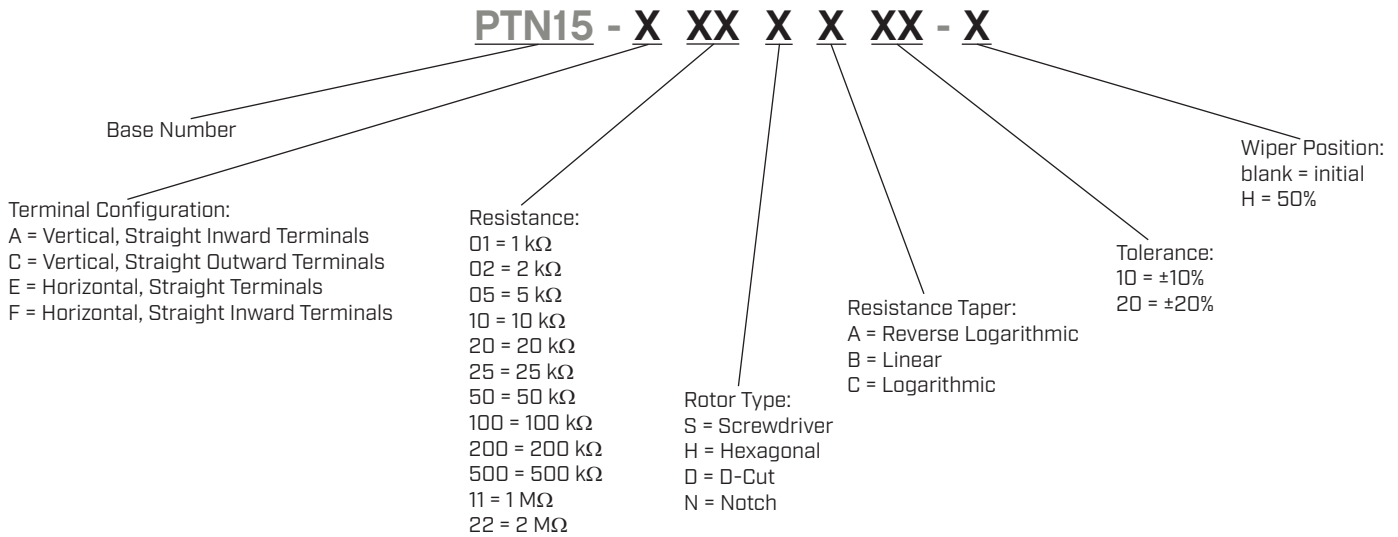 PTN15 - X XX X X XX - X
Base Number
Terminal Configuration:
A = Vertical, Straight Inward Terminals
C = Vertical, Straight Outward Terminals
E = Horizontal, Straight Terminals
F = Horizontal, Straight Inward Terminals
Resistance:
01 = 1 kΩ
02 = 2 kΩ
05 = 5 kΩ
10 = 10 kΩ
20 = 20 kΩ
25 = 25 kΩ
50 = 50 kΩ
100 = 100 kΩ
200 = 200 kΩ
500 = 500 kΩ
11 = 1 MΩ
22 = 2 MΩ
Rotor Type:
S = Screwdriver
H = Hexagonal
D = D-Cut
N = Notch
Resistance Taper:
A = Reverse Logarithmic
B = Linear
C = Logarithmic
Tolerance:
10 = ±10%
20 = ±20%
Wiper Position:
blank = initial
H = 50%